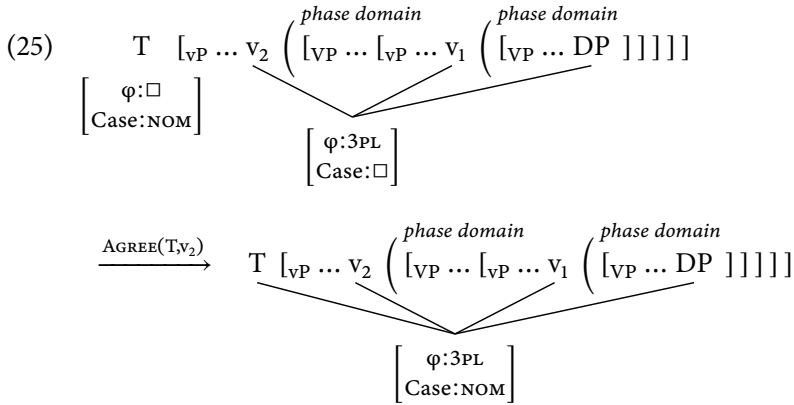 phase domain phase domain
(25) T [vP ... v2 ( [VP ... [vP ... v1 ( [VP ... DP ] ] ] ] ]
φ:□
Case:NOM
φ:3PL
Case:□
AGREE(T,v2)
phase domain phase domain
T [vP ... v2 ( [VP ... [vP ... v1 ( [VP ... DP ] ] ] ] ]
φ:3PL
Case:NOM